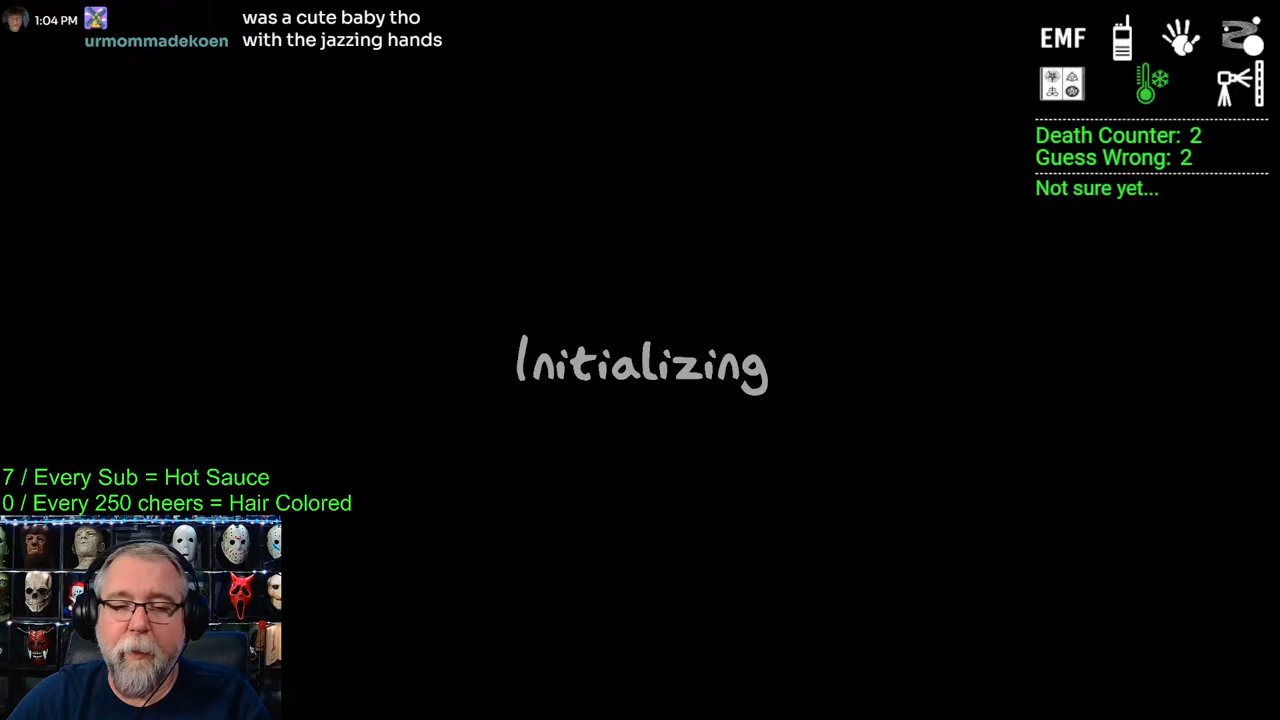 1:04 PM
urmommadekoen
was a cute baby tho
with the jazzing hands
EMF
Death Counter: 2
Guess Wrong: 2
Not sure yet...
Initializing
7 / Every Sub = Hot Sauce
0 / Every 250 cheers = Hair Colored